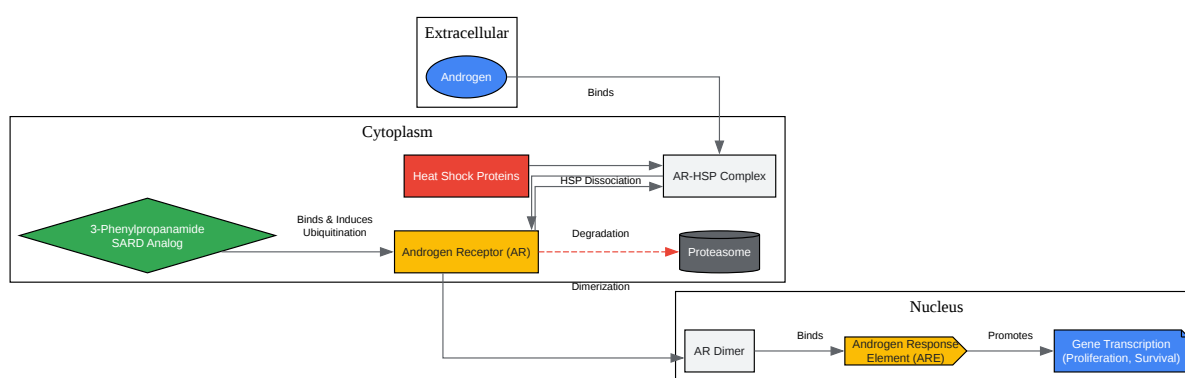 Extracellular
Androgen
Binds
Cytoplasm
Heat Shock Proteins
HSP Dissociation
AR-HSP Complex
3-Phenylpropanamide
SARD Analog
Binds & Induces
Ubiquitination
Androgen Receptor (AR)
Degradation
Proteasome
Dimerization
Nucleus
AR Dimer
Binds
Androgen Response
Element (ARE)
Promotes
Gene Transcription
(Proliferation, Survival)